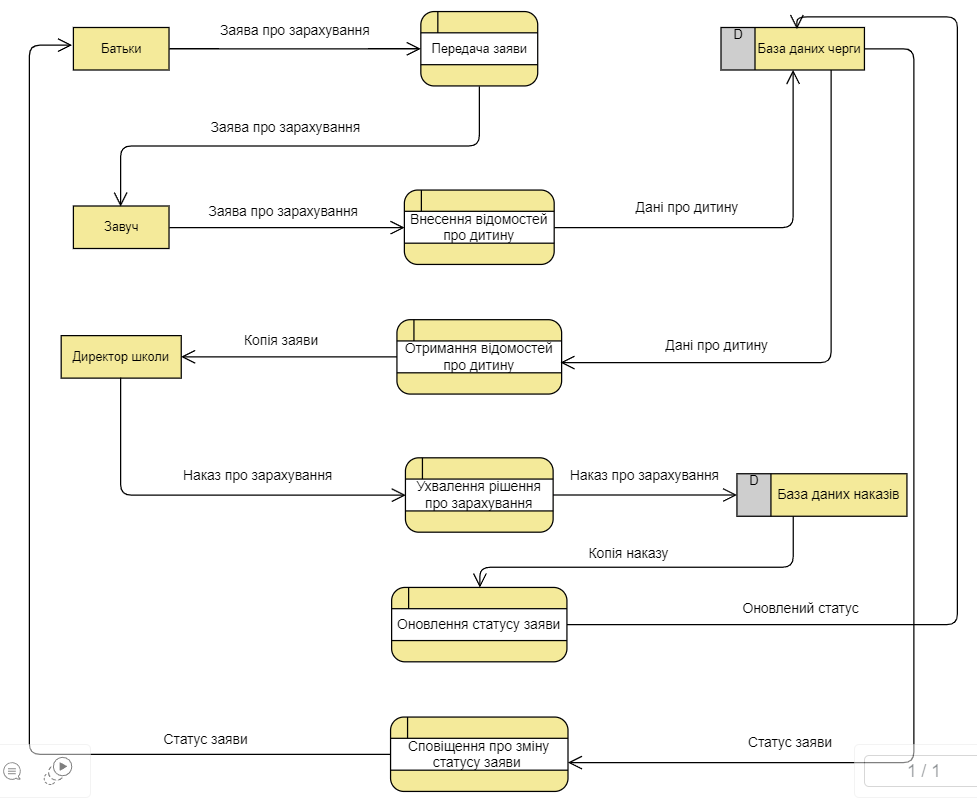 Батьки
Заява про зарахування
Передача заяви
D
База даних черги
Заява про зарахування
Завуч
Заява про зарахування
Внесення відомостей
про дитину
Дані про дитину
Директор школи
Копія заяви
Отримання відомостей
про дитину
Дані про дитину
Наказ про зарахування
Ухвалення рішення
про зарахування
Наказ про зарахування
D
База даних наказів
Копія наказу
Оновлення статусу заяви
Оновлений статус
Статус заяви
Сповіщення про зміну
статусу заяви
Статус заяви
1 / 1